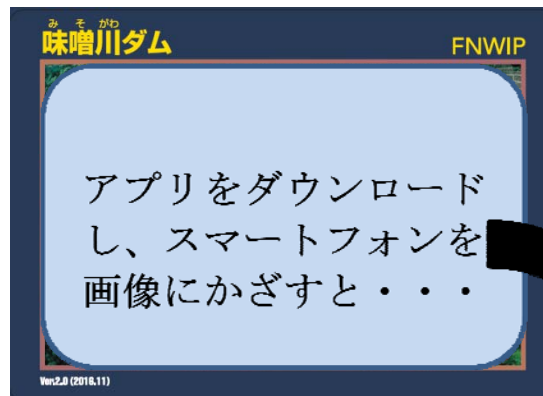 みそがわ
味噌川ダム
FNWIP
アプリをダウンロード
し、スマートフォンを
画像にかざすと・・・
Ver.2.0 (2016.11)